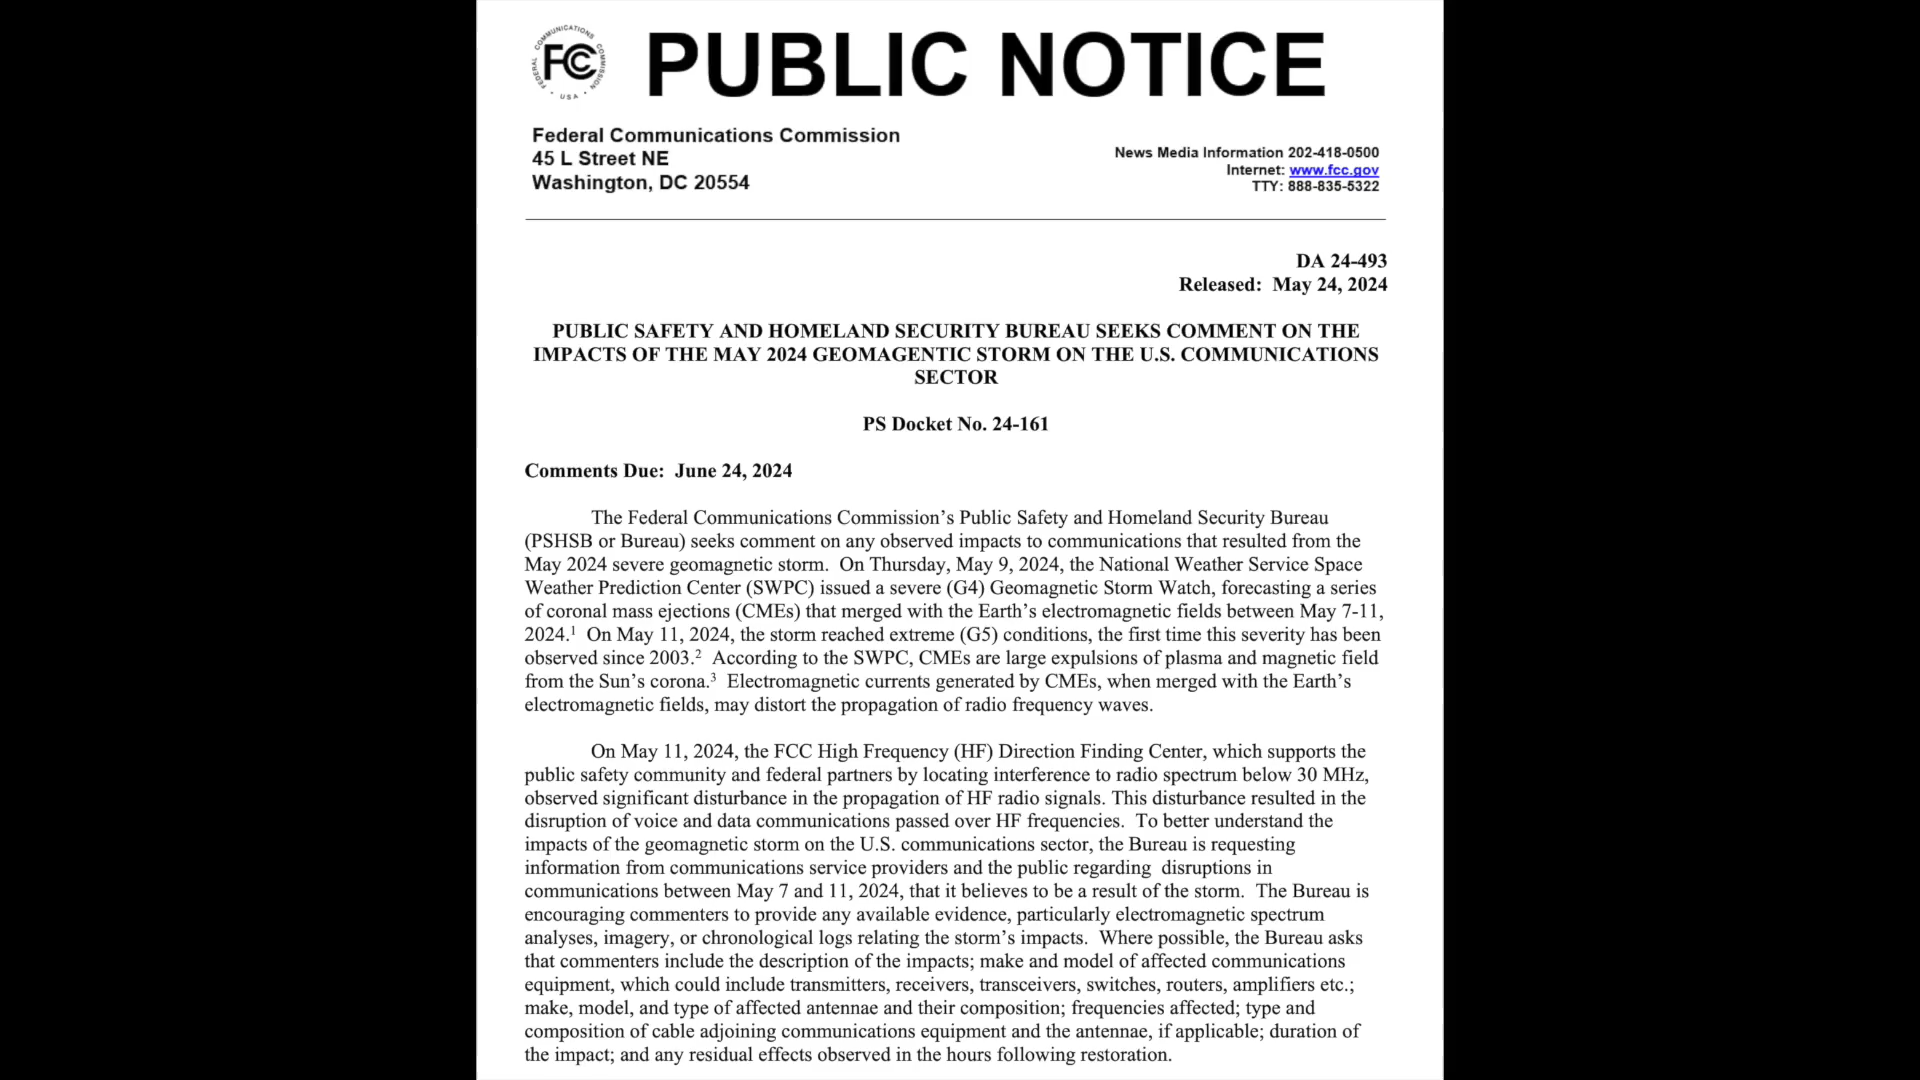 FEDERAL COMMUNICATIONS COMMISSION • USA •
FCC
PUBLIC NOTICE
Federal Communications Commission
45 L Street NE
Washington, DC 20554
News Media Information 202-418-0500
Internet: www.fcc.gov
TTY: 888-835-5322
DA 24-493
Released:  May 24, 2024
PUBLIC SAFETY AND HOMELAND SECURITY BUREAU SEEKS COMMENT ON THE
IMPACTS OF THE MAY 2024 GEOMAGENTIC STORM ON THE U.S. COMMUNICATIONS
SECTOR
PS Docket No. 24-161
Comments Due:  June 24, 2024
The Federal Communications Commission’s Public Safety and Homeland Security Bureau
(PSHSB or Bureau) seeks comment on any observed impacts to communications that resulted from the
May 2024 severe geomagnetic storm.  On Thursday, May 9, 2024, the National Weather Service Space
Weather Prediction Center (SWPC) issued a severe (G4) Geomagnetic Storm Watch, forecasting a series
of coronal mass ejections (CMEs) that merged with the Earth’s electromagnetic fields between May 7-11,
2024.¹  On May 11, 2024, the storm reached extreme (G5) conditions, the first time this severity has been
observed since 2003.²  According to the SWPC, CMEs are large expulsions of plasma and magnetic field
from the Sun’s corona.³  Electromagnetic currents generated by CMEs, when merged with the Earth’s
electromagnetic fields, may distort the propagation of radio frequency waves.
On May 11, 2024, the FCC High Frequency (HF) Direction Finding Center, which supports the
public safety community and federal partners by locating interference to radio spectrum below 30 MHz,
observed significant disturbance in the propagation of HF radio signals. This disturbance resulted in the
disruption of voice and data communications passed over HF frequencies.  To better understand the
impacts of the geomagnetic storm on the U.S. communications sector, the Bureau is requesting
information from communications service providers and the public regarding  disruptions in
communications between May 7 and 11, 2024, that it believes to be a result of the storm.  The Bureau is
encouraging commenters to provide any available evidence, particularly electromagnetic spectrum
analyses, imagery, or chronological logs relating the storm’s impacts.  Where possible, the Bureau asks
that commenters include the description of the impacts; make and model of affected communications
equipment, which could include transmitters, receivers, transceivers, switches, routers, amplifiers etc.;
make, model, and type of affected antennae and their composition; frequencies affected; type and
composition of cable adjoining communications equipment and the antennae, if applicable; duration of
the impact; and any residual effects observed in the hours following restoration.